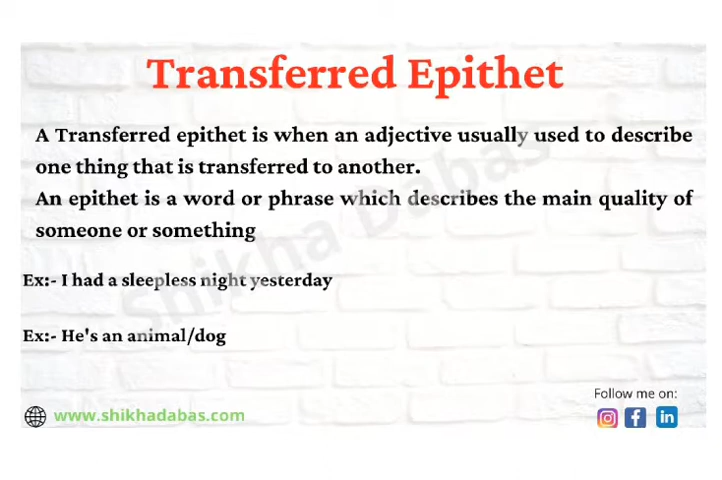 Transferred Epithet
A Transferred epithet is when an adjective usually used to describe
one thing that is transferred to another.
An epithet is a word or phrase which describes the main quality of
someone or something
Ex:- I had a sleepless night yesterday
Ex:- He's an animal/dog
Shikha Dabas
Follow me on:
www.shikhadabas.com